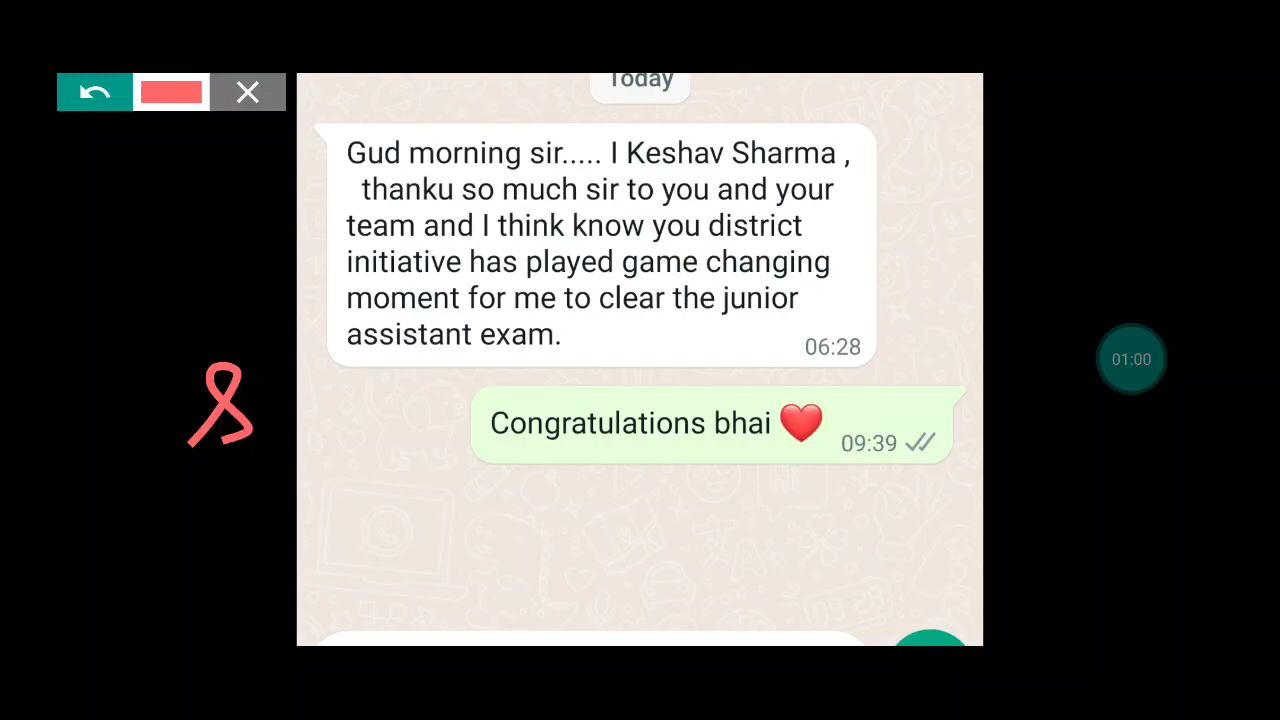 Today
Gud morning sir..... I Keshav Sharma ,
thanku so much sir to you and your
team and I think know you district
initiative has played game changing
moment for me to clear the junior
assistant exam.
06:28
Congratulations bhai ❤️
09:39
01:00